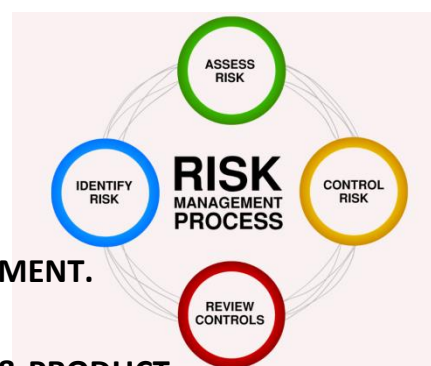 ASSESS
RISK
IDENTIFY
RISK
RISK
MANAGEMENT
PROCESS
CONTROL
RISK
MENT.
REVIEW
CONTROLS